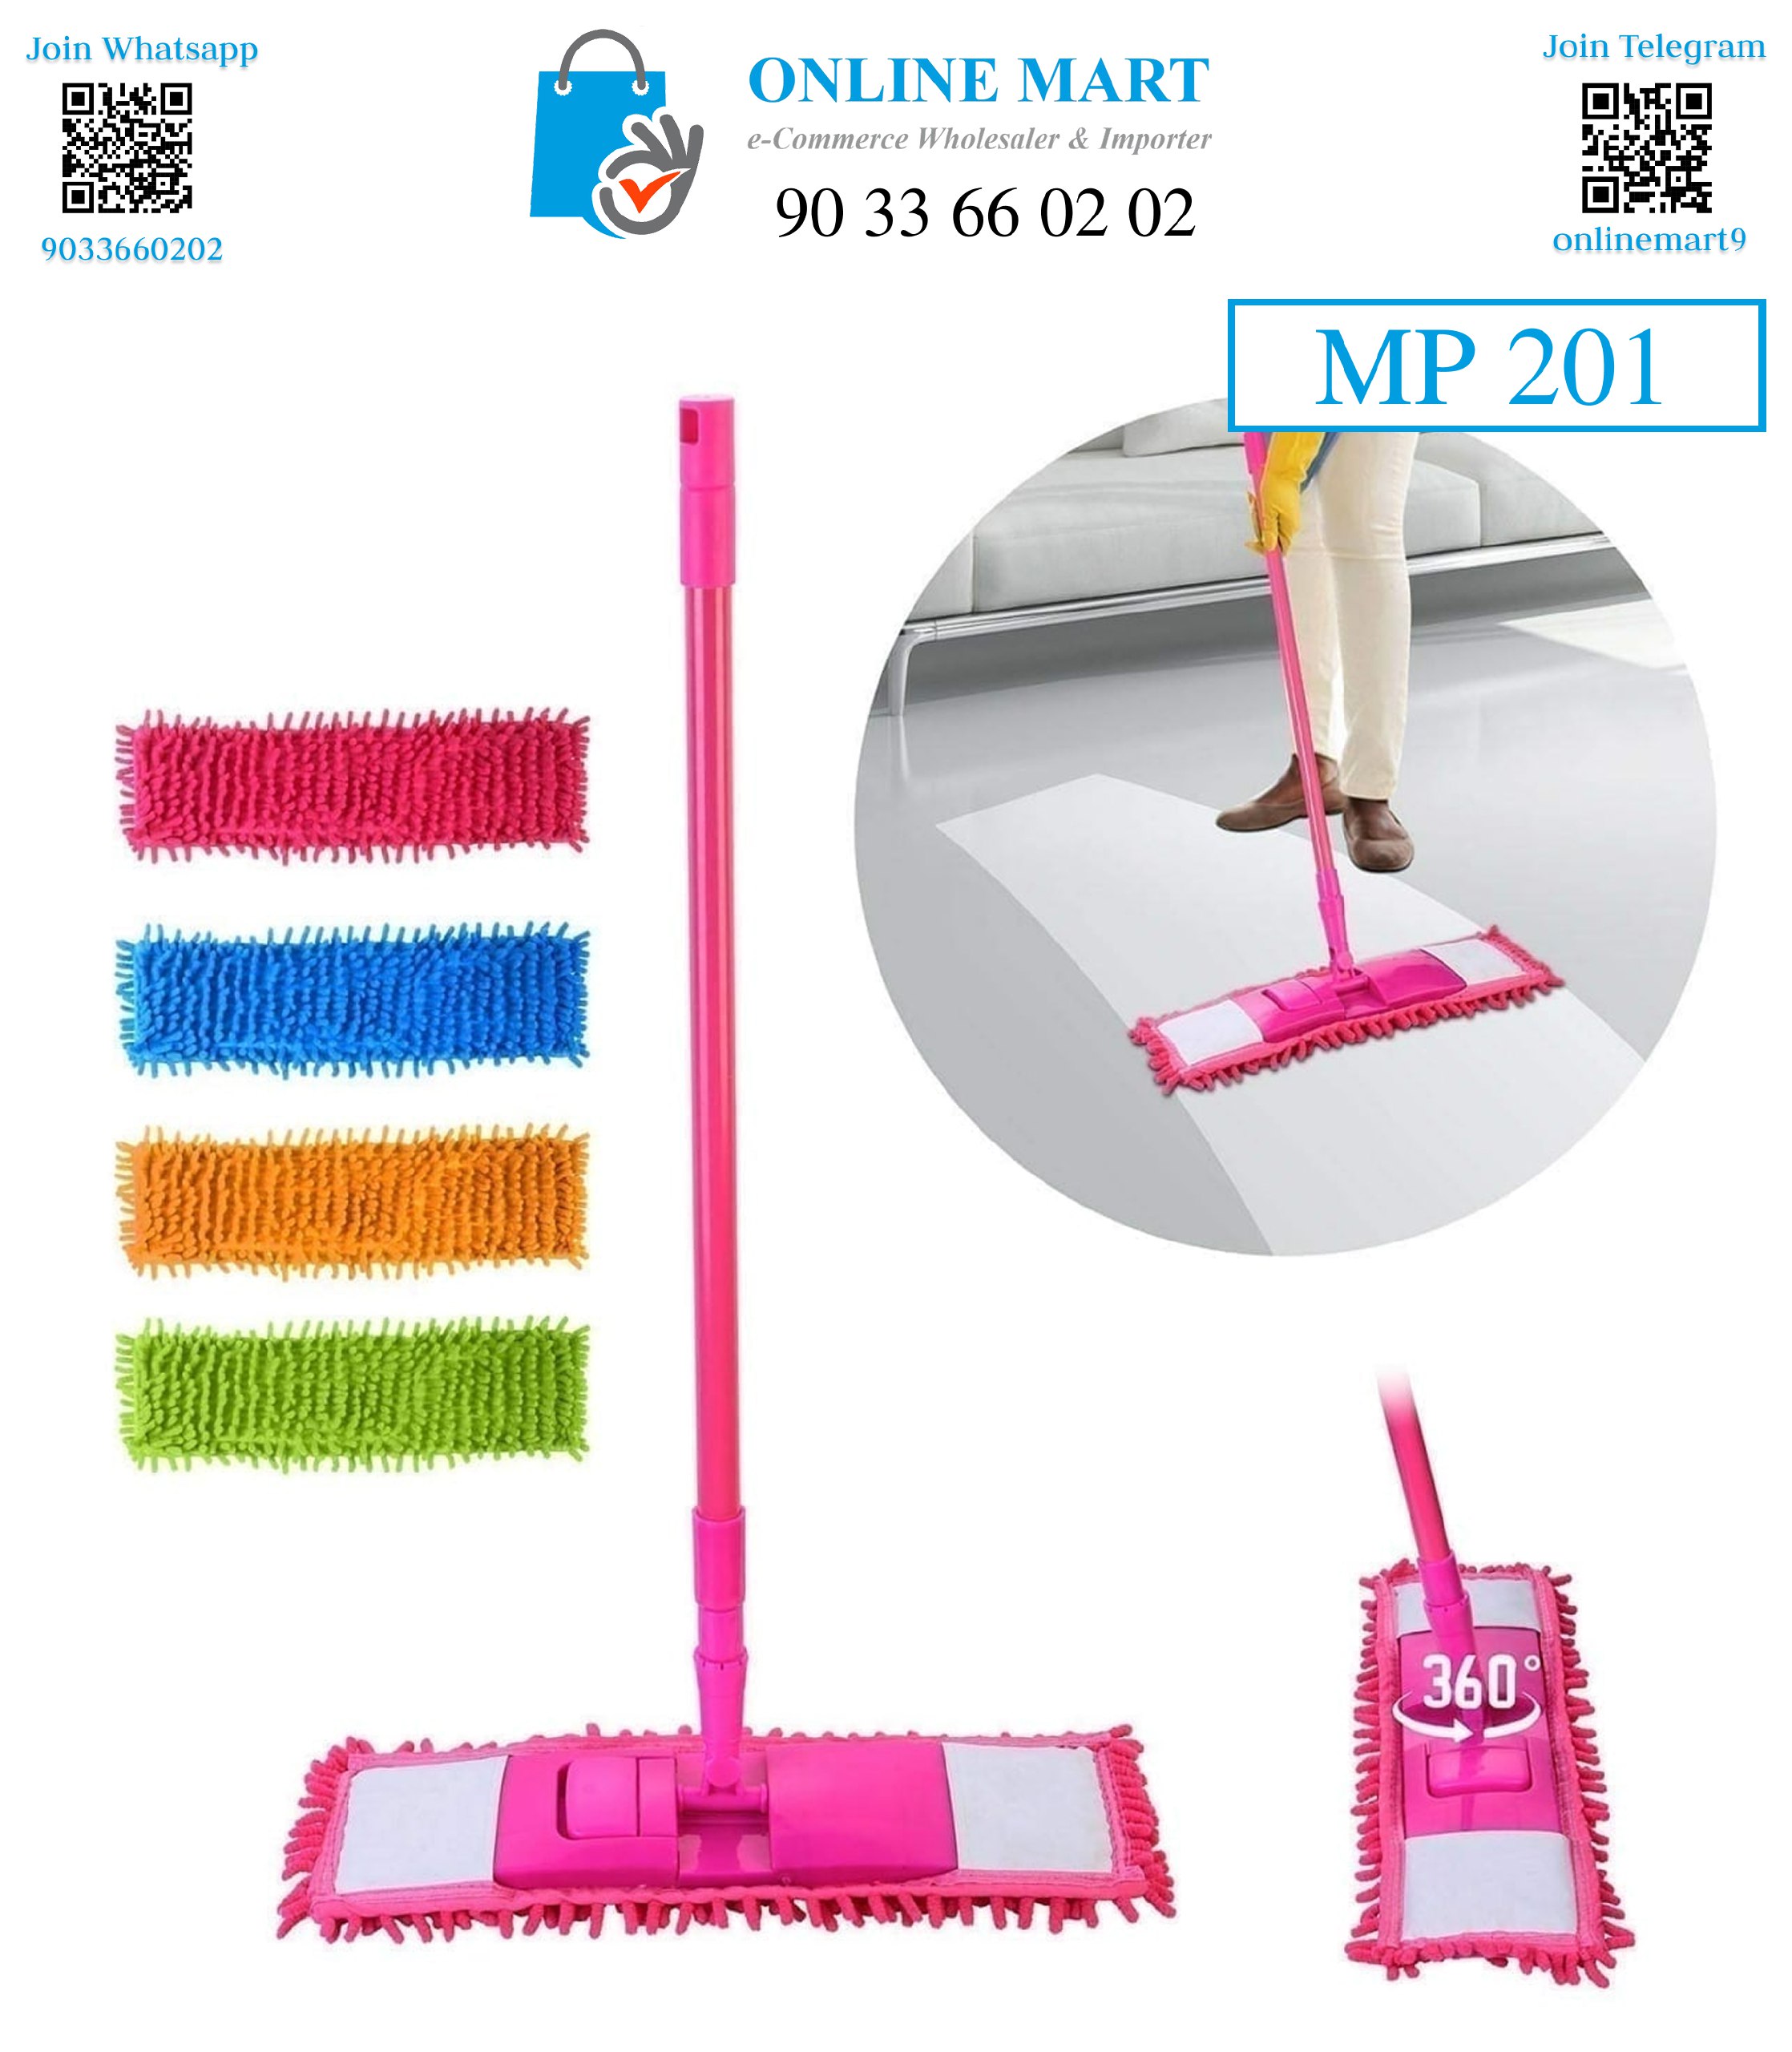 Join Whatsapp
9033660202
ONLINE MART
e-Commerce Wholesaler & Importer
90 33 66 02 02
Join Telegram
onlinemart9
MP 201
360°